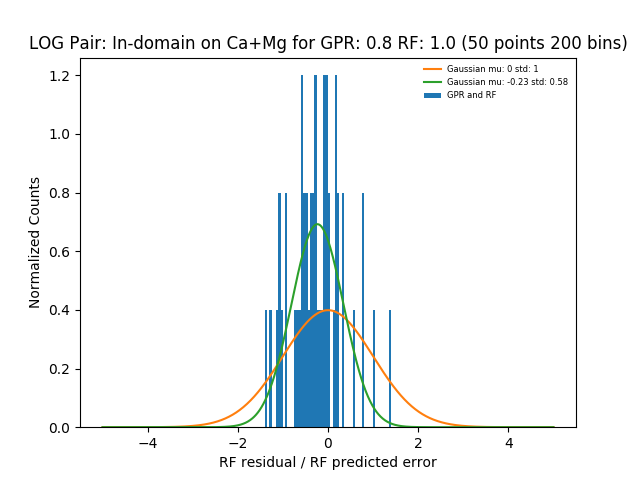 LOG Pair: In-domain on Ca+Mg for GPR: 0.8 RF: 1.0 (50 points 200 bins)
Gaussian mu: 0 std: 1
Gaussian mu: -0.23 std: 0.58
GPR and RF
Normalized Counts
1.2
1.0
0.8
0.6
0.4
0.2
0.0
−4 −2 0 2 4
RF residual / RF predicted error